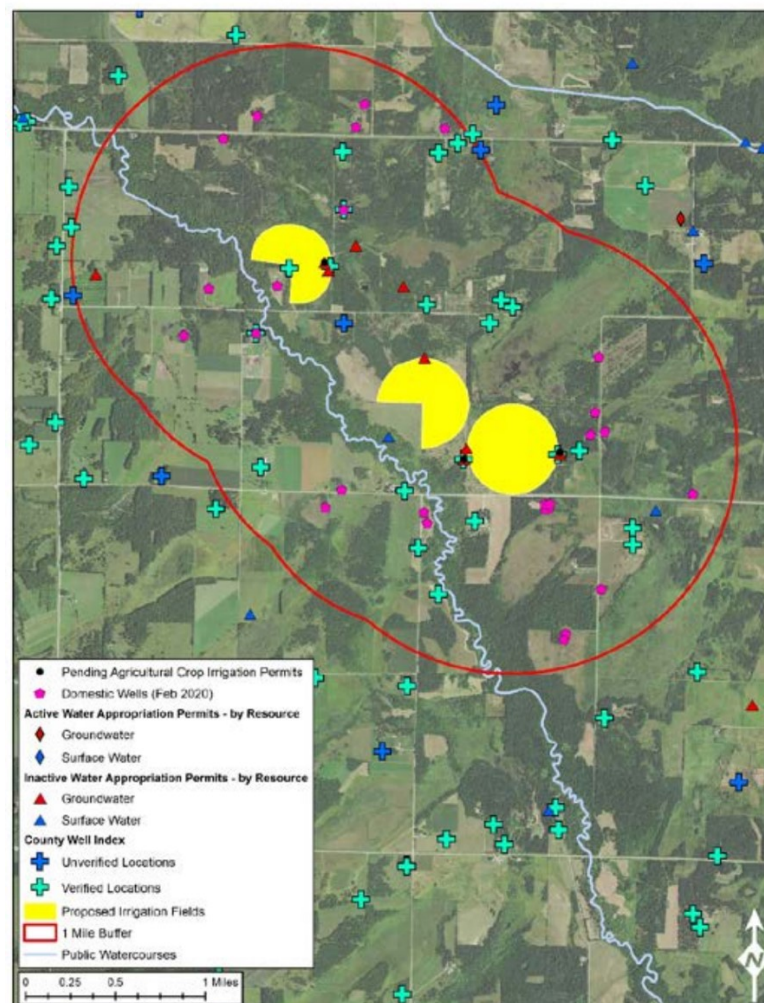 Pending Agricultural Crop Irrigation Permits
Domestic Wells (Feb 2020)
Active Water Appropriation Permits - by Resource
Groundwater
Surface Water
Inactive Water Appropriation Permits - by Resource
Groundwater
Surface Water
County Well Index
Unverified Locations
Verified Locations
Proposed Irrigation Fields
1 Mile Buffer
Public Watercourses
0 0.25 0.5 1 Miles
N